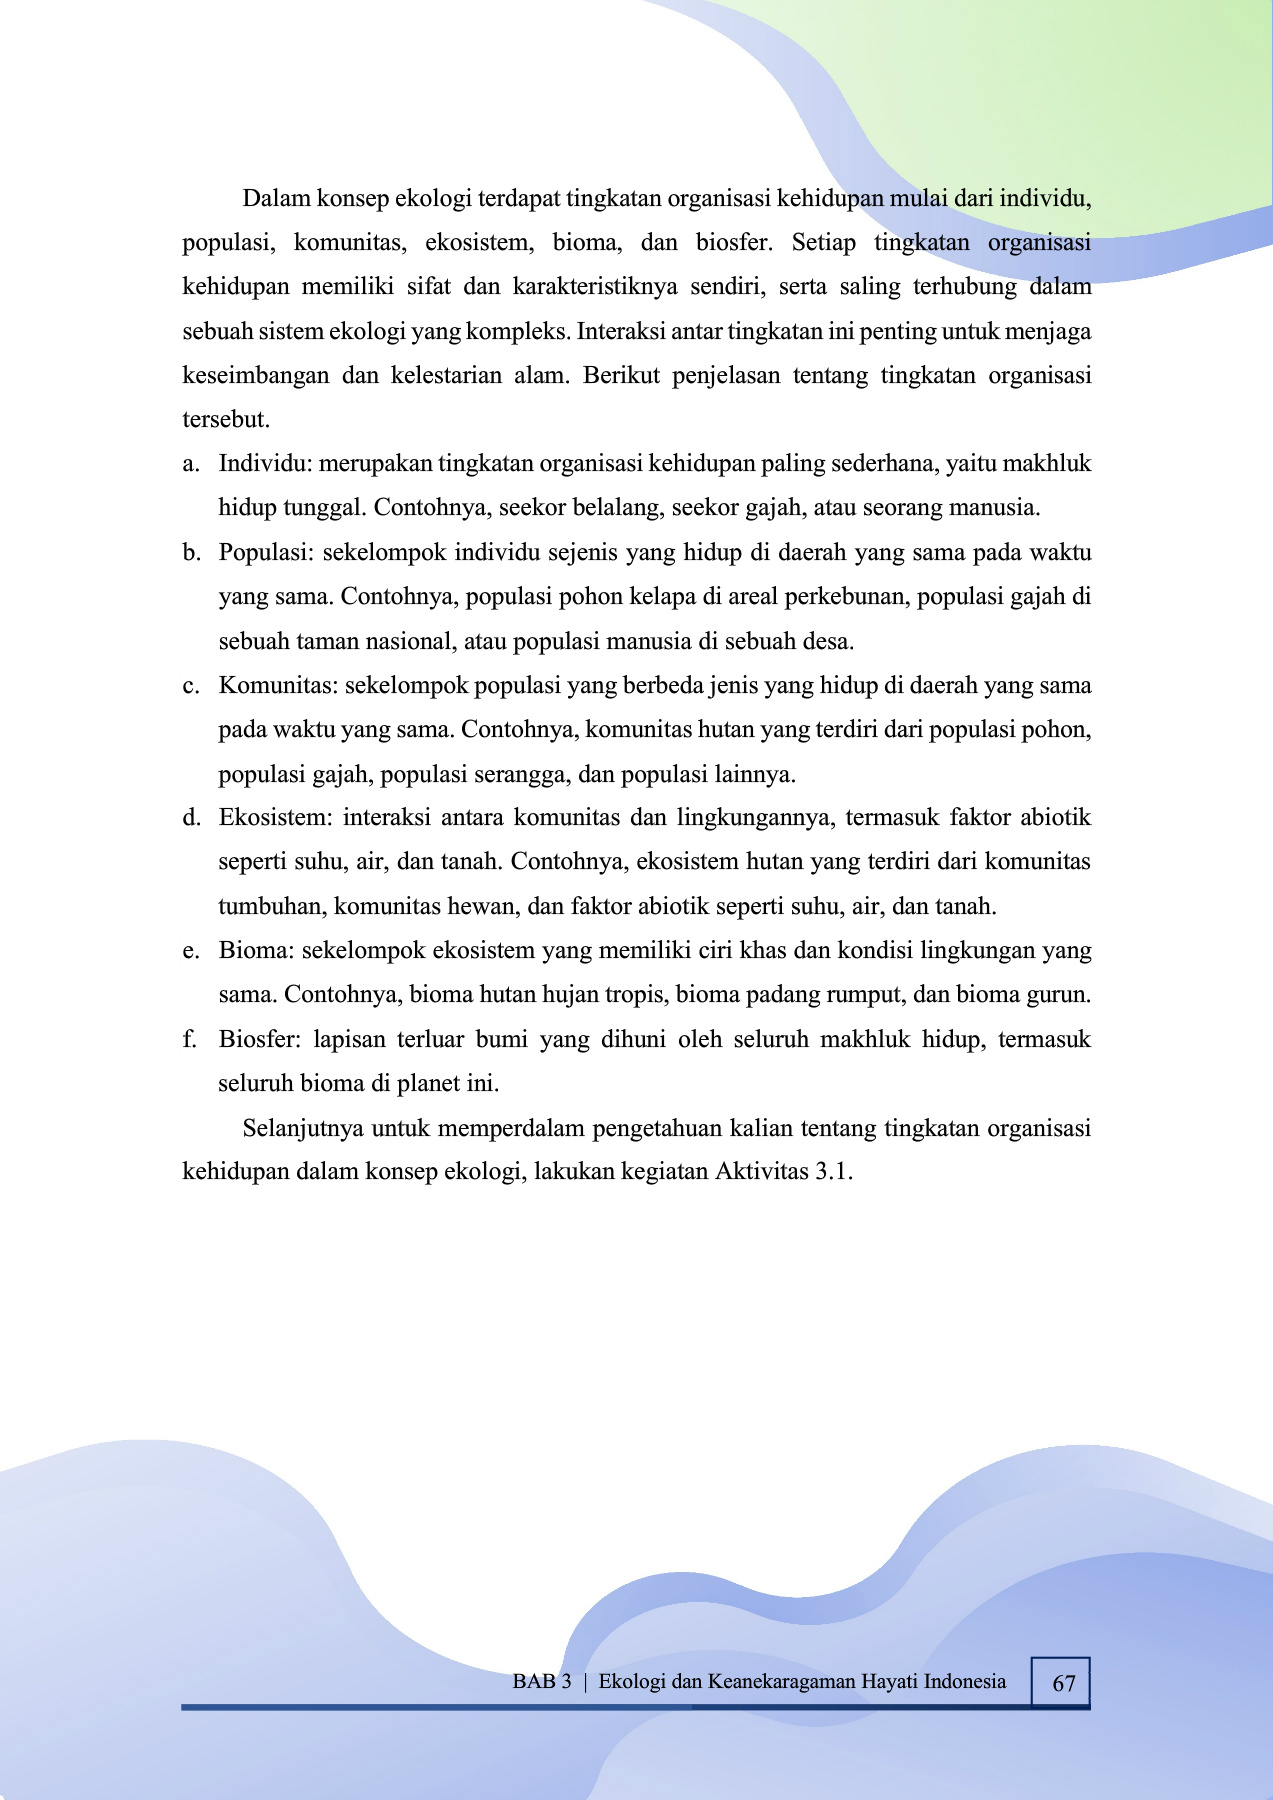 Dalam konsep ekologi terdapat tingkatan organisasi kehidupan mulai dari individu,
populasi, komunitas, ekosistem, bioma, dan biosfer. Setiap tingkatan organisasi
kehidupan memiliki sifat dan karakteristiknya sendiri, serta saling terhubung dalam
sebuah sistem ekologi yang kompleks. Interaksi antar tingkatan ini penting untuk menjaga
keseimbangan dan kelestarian alam. Berikut penjelasan tentang tingkatan organisasi
tersebut.
a. Individu: merupakan tingkatan organisasi kehidupan paling sederhana, yaitu makhluk
hidup tunggal. Contohnya, seekor belalang, seekor gajah, atau seorang manusia.
b. Populasi: sekelompok individu sejenis yang hidup di daerah yang sama pada waktu
yang sama. Contohnya, populasi pohon kelapa di areal perkebunan, populasi gajah di
sebuah taman nasional, atau populasi manusia di sebuah desa.
c. Komunitas: sekelompok populasi yang berbeda jenis yang hidup di daerah yang sama
pada waktu yang sama. Contohnya, komunitas hutan yang terdiri dari populasi pohon,
populasi gajah, populasi serangga, dan populasi lainnya.
d. Ekosistem: interaksi antara komunitas dan lingkungannya, termasuk faktor abiotik
seperti suhu, air, dan tanah. Contohnya, ekosistem hutan yang terdiri dari komunitas
tumbuhan, komunitas hewan, dan faktor abiotik seperti suhu, air, dan tanah.
e. Bioma: sekelompok ekosistem yang memiliki ciri khas dan kondisi lingkungan yang
sama. Contohnya, bioma hutan hujan tropis, bioma padang rumput, dan bioma gurun.
f. Biosfer: lapisan terluar bumi yang dihuni oleh seluruh makhluk hidup, termasuk
seluruh bioma di planet ini.
Selanjutnya untuk memperdalam pengetahuan kalian tentang tingkatan organisasi
kehidupan dalam konsep ekologi, lakukan kegiatan Aktivitas 3.1.
BAB 3 | Ekologi dan Keanekaragaman Hayati Indonesia 67